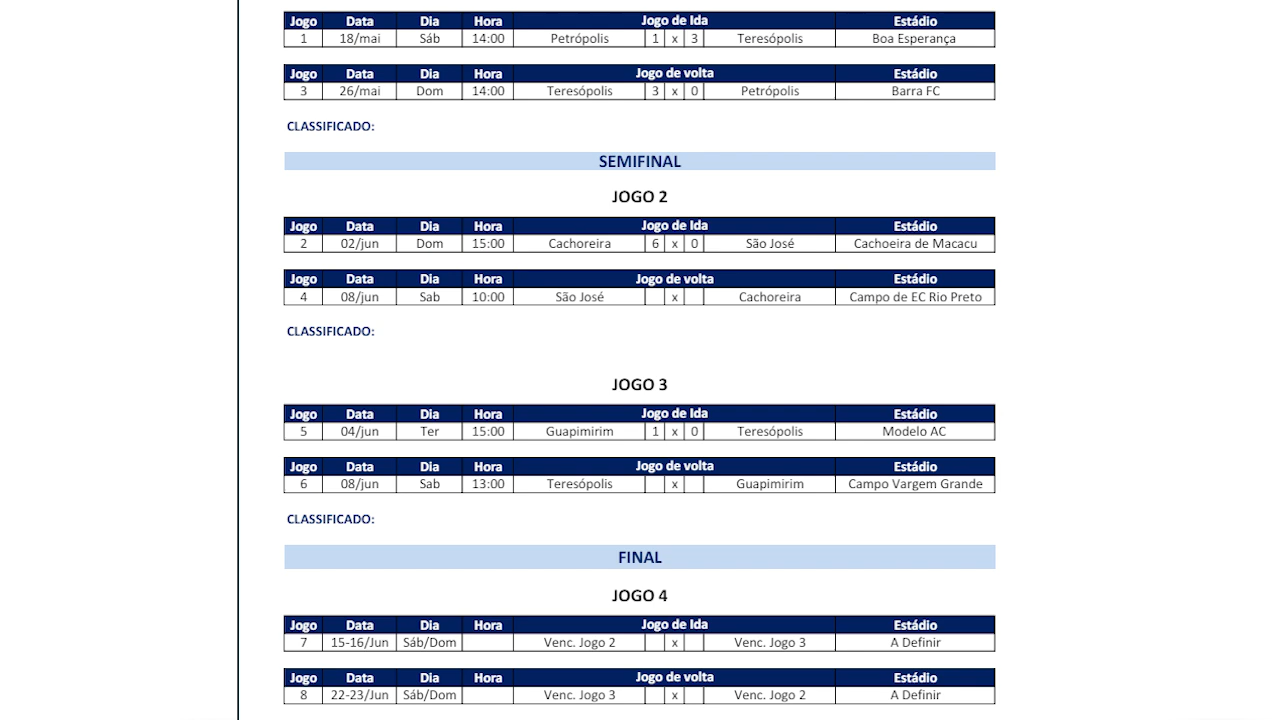 Jogo Data Dia Hora Jogo de Ida Estádio
1 18/mai Sáb 14:00 Petrópolis 1 x 3 Teresópolis Boa Esperança
Jogo Data Dia Hora Jogo de volta Estádio
3 26/mai Dom 14:00 Teresópolis 3 x 0 Petrópolis Barra FC
CLASSIFICADO:
SEMIFINAL
JOGO 2
Jogo Data Dia Hora Jogo de Ida Estádio
2 02/jun Dom 15:00 Cachoreira 6 x 0 São José Cachoeira de Macacu
Jogo Data Dia Hora Jogo de volta Estádio
4 08/jun Sab 10:00 São José x Cachoreira Campo de EC Rio Preto
CLASSIFICADO:
JOGO 3
Jogo Data Dia Hora Jogo de Ida Estádio
5 04/jun Ter 15:00 Guapimirim 1 x 0 Teresópolis Modelo AC
Jogo Data Dia Hora Jogo de volta Estádio
6 08/jun Sab 13:00 Teresópolis x Guapimirim Campo Vargem Grande
CLASSIFICADO:
FINAL
JOGO 4
Jogo Data Dia Hora Jogo de Ida Estádio
7 15-16/Jun Sáb/Dom Venc. Jogo 2 x Venc. Jogo 3 A Definir
Jogo Data Dia Hora Jogo de volta Estádio
8 22-23/Jun Sáb/Dom Venc. Jogo 3 x Venc. Jogo 2 A Definir